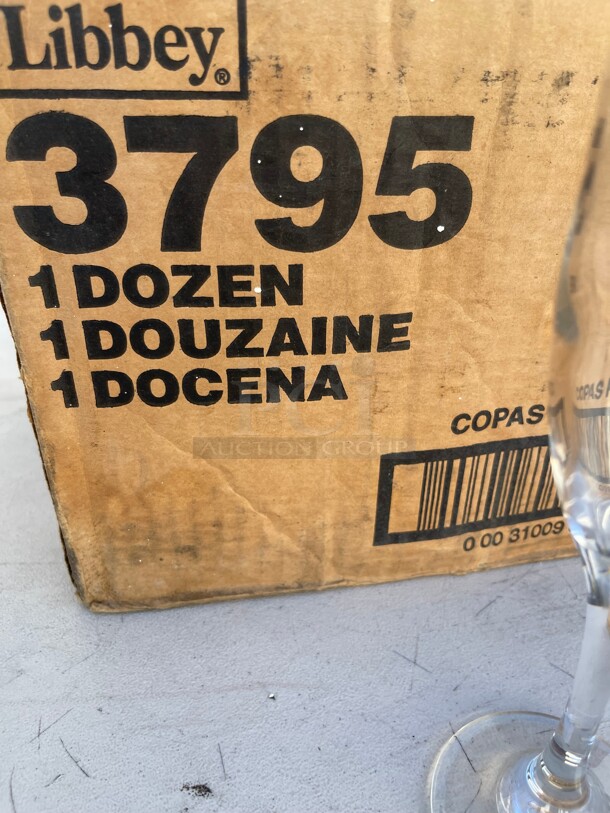 Libbey®
3795
1 DOZEN
1 DOUZAINE
1 DOCENA
AUCTION GROUP
COPAS
0 00 31009